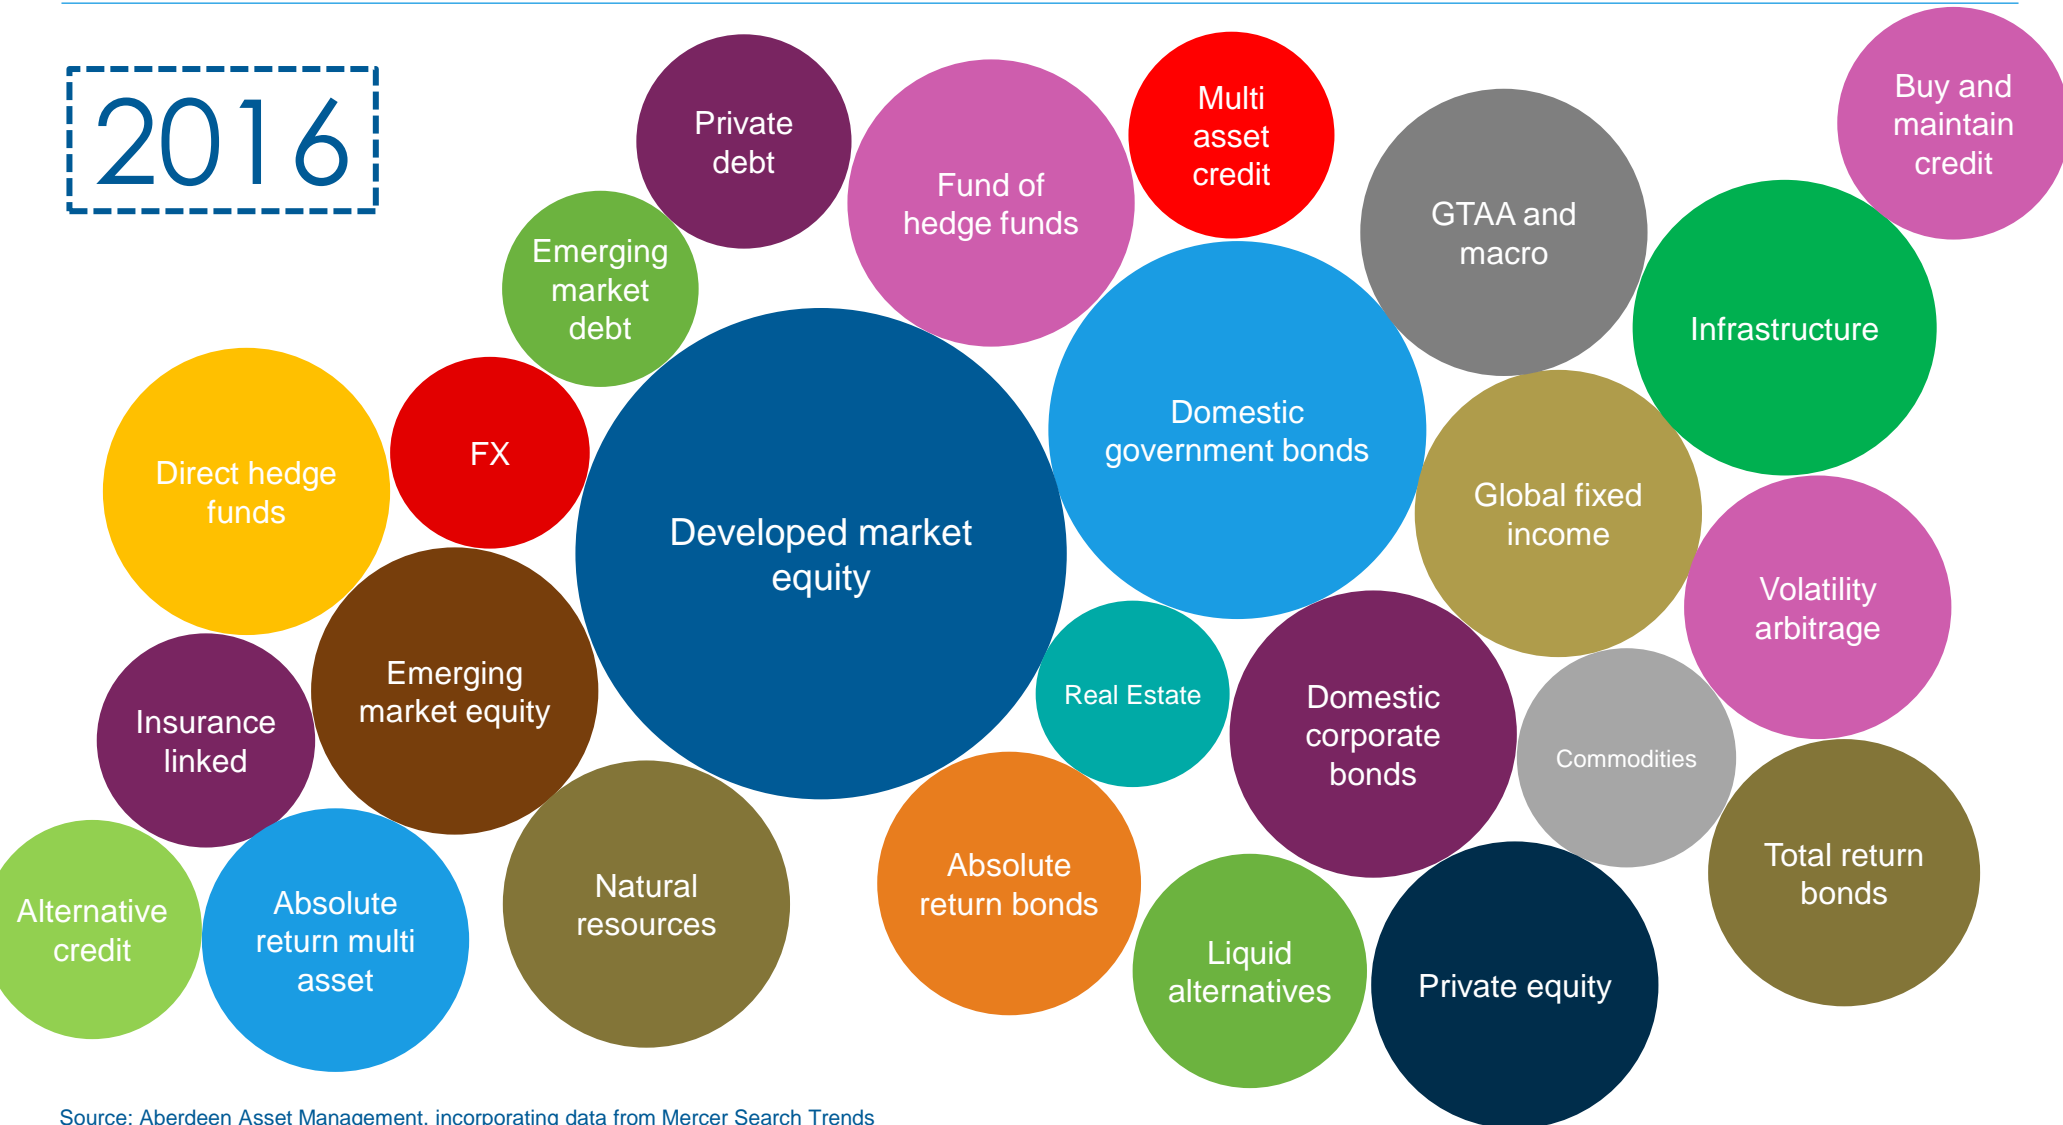 2016
Private
debt
Fund of
hedge funds
Multi
asset
credit
GTAA and
macro
Buy and
maintain
credit
Emerging
market
debt
Infrastructure
Direct hedge
funds
FX
Developed market
equity
Domestic
government bonds
Global fixed
income
Volatility
arbitrage
Emerging
market equity
Real Estate
Domestic
corporate
bonds
Insurance
linked
Commodities
Alternative
credit
Absolute
return multi
asset
Natural
resources
Absolute
return bonds
Liquid
alternatives
Private equity
Total return
bonds
Source: Aberdeen Asset Management, incorporating data from Mercer Search Trends